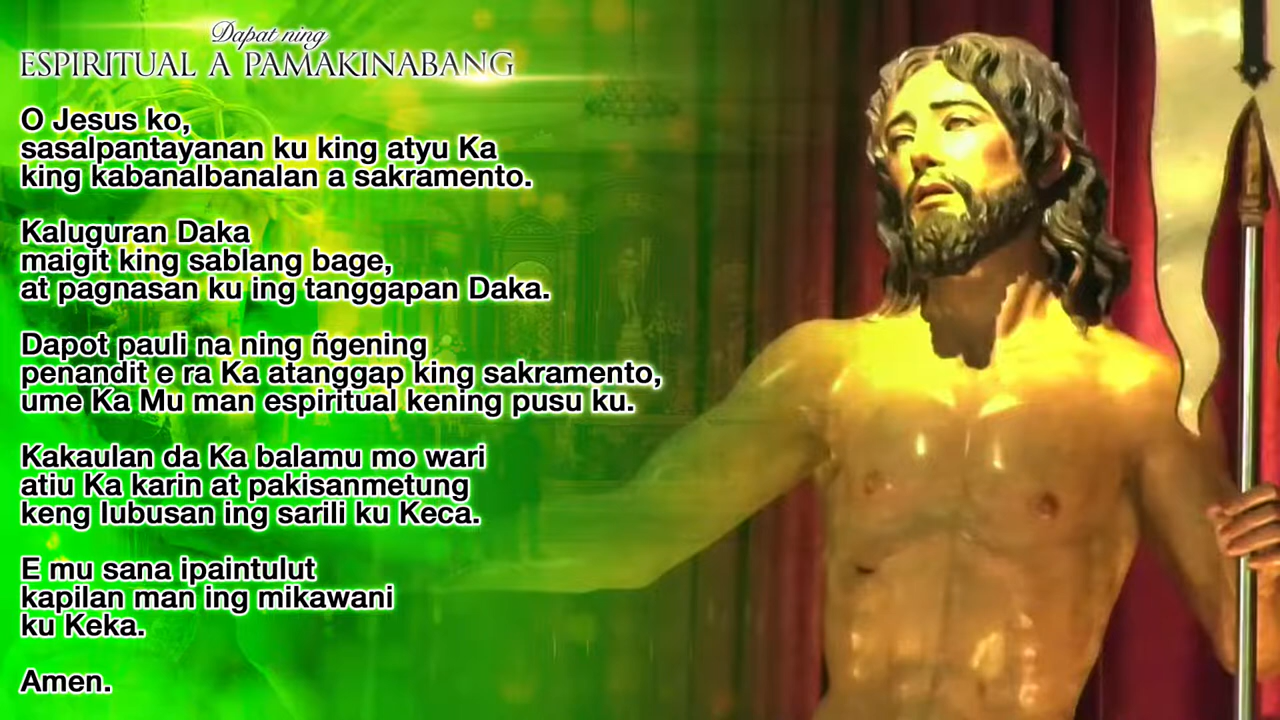 Dapat ning
ESPIRITUAL A PAMAKINABANG
O Jesus ko,
sasalpantayanan ku king atyu Ka
king kabanalbanalan a sakramento.
Kaluguran Daka
maigit king sablang bage,
at pagnasan ku ing tanggapan Daka.
Dapot pauli na ning ñgening
penandit e ra Ka atanggap king sakramento,
ume Ka Mu man espiritual kening pusu ku.
Kakaulan da Ka balamu mo wari
atiu Ka karin at pakisanmetung
keng lubusan ing sarili ku Keca.
E mu sana ipaintulut
kapilan man ing mikawani
ku Keka.
Amen.